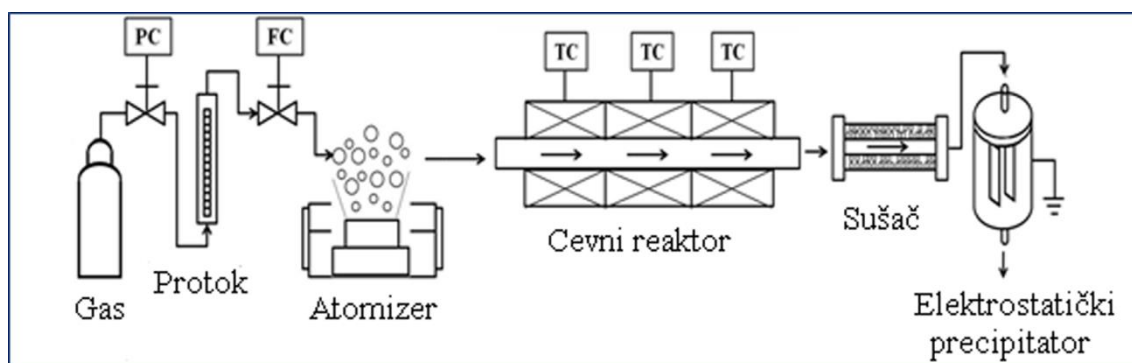 PC
FC
TC
TC
TC
Gas
Protok
Atomizer
Cevni reaktor
Sušač
Elektrostatički
precipitator